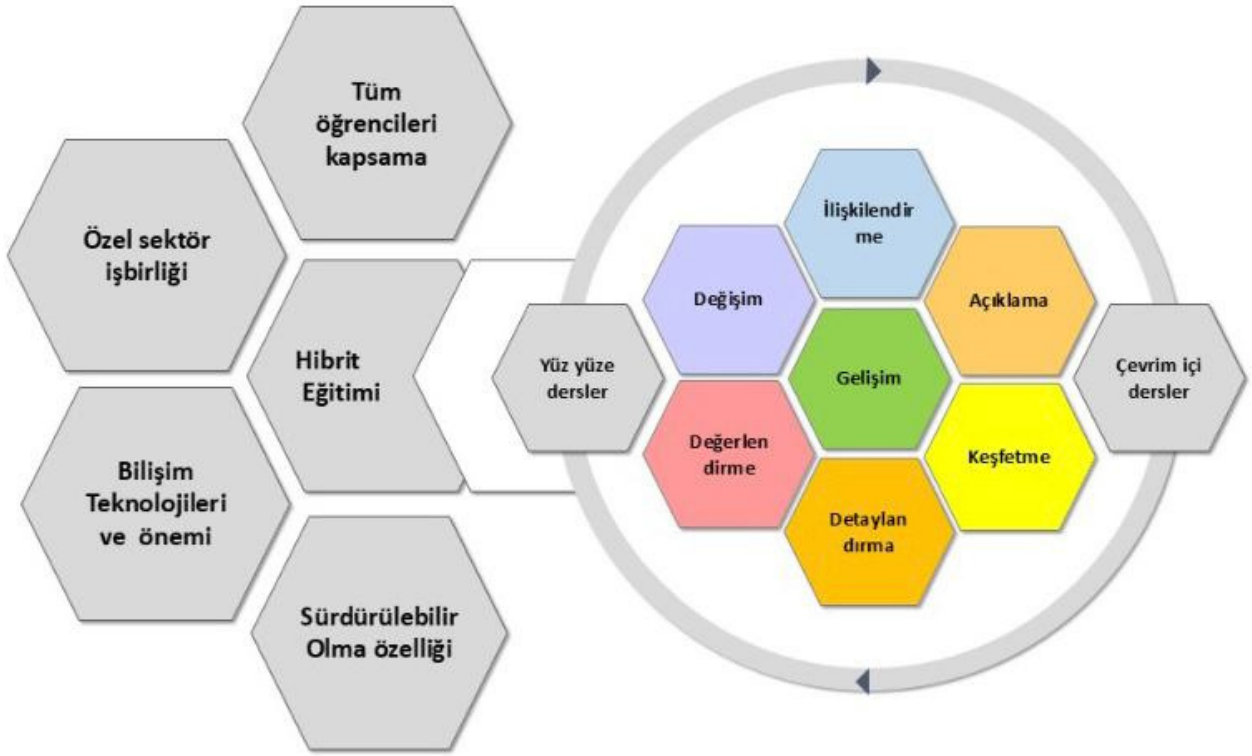 Tüm
öğrencileri
kapsama
Özel sektör
işbirliği
Hibrit
Eğitimi
Bilişim
Teknolojileri
ve önemi
Sürdürülebilir
Olma özelliği
Yüz yüze
dersler
İlişkilendir
me
Değişim
Açıklama
Gelişim
Değerlen
dirme
Keşfetme
Detaylan
dırma
Çevrim içi
dersler